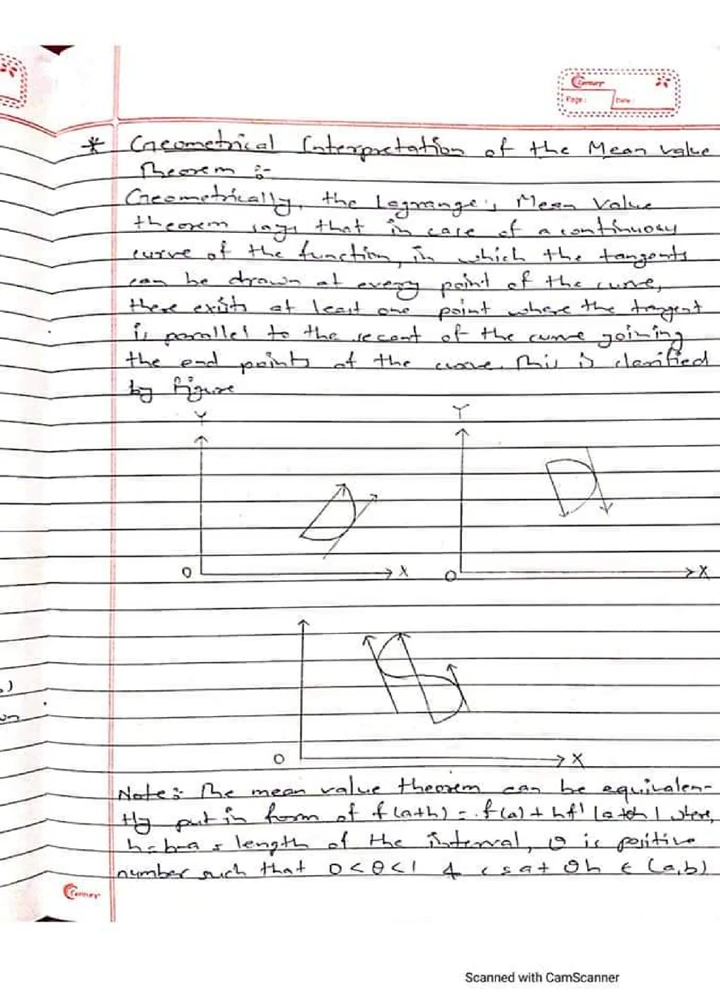 Century
Page: Date:
* Geometrical Interpretation of the Mean value
Theorem :-
Geometrically, the Lagrange's Mean Value
theorem says that in case of a continuous
curve of the function, in which the tangents
can be drawn at every point of the curve,
there exists at least one point where the tangent
is parallel to the secant of the curve goining
the end points of the curve. This is clarified
by figure
Y Y
O X O X
O X
Note:- The mean value theorem can be equivalen-
tly put in form of f(a+h) = f(a) + hf' (a+θh) where,
h = b-a = length of the interval, θ is positive
number such that 0<θ<1 & c = a + θh ∈ (a,b)
Century
Scanned with CamScanner